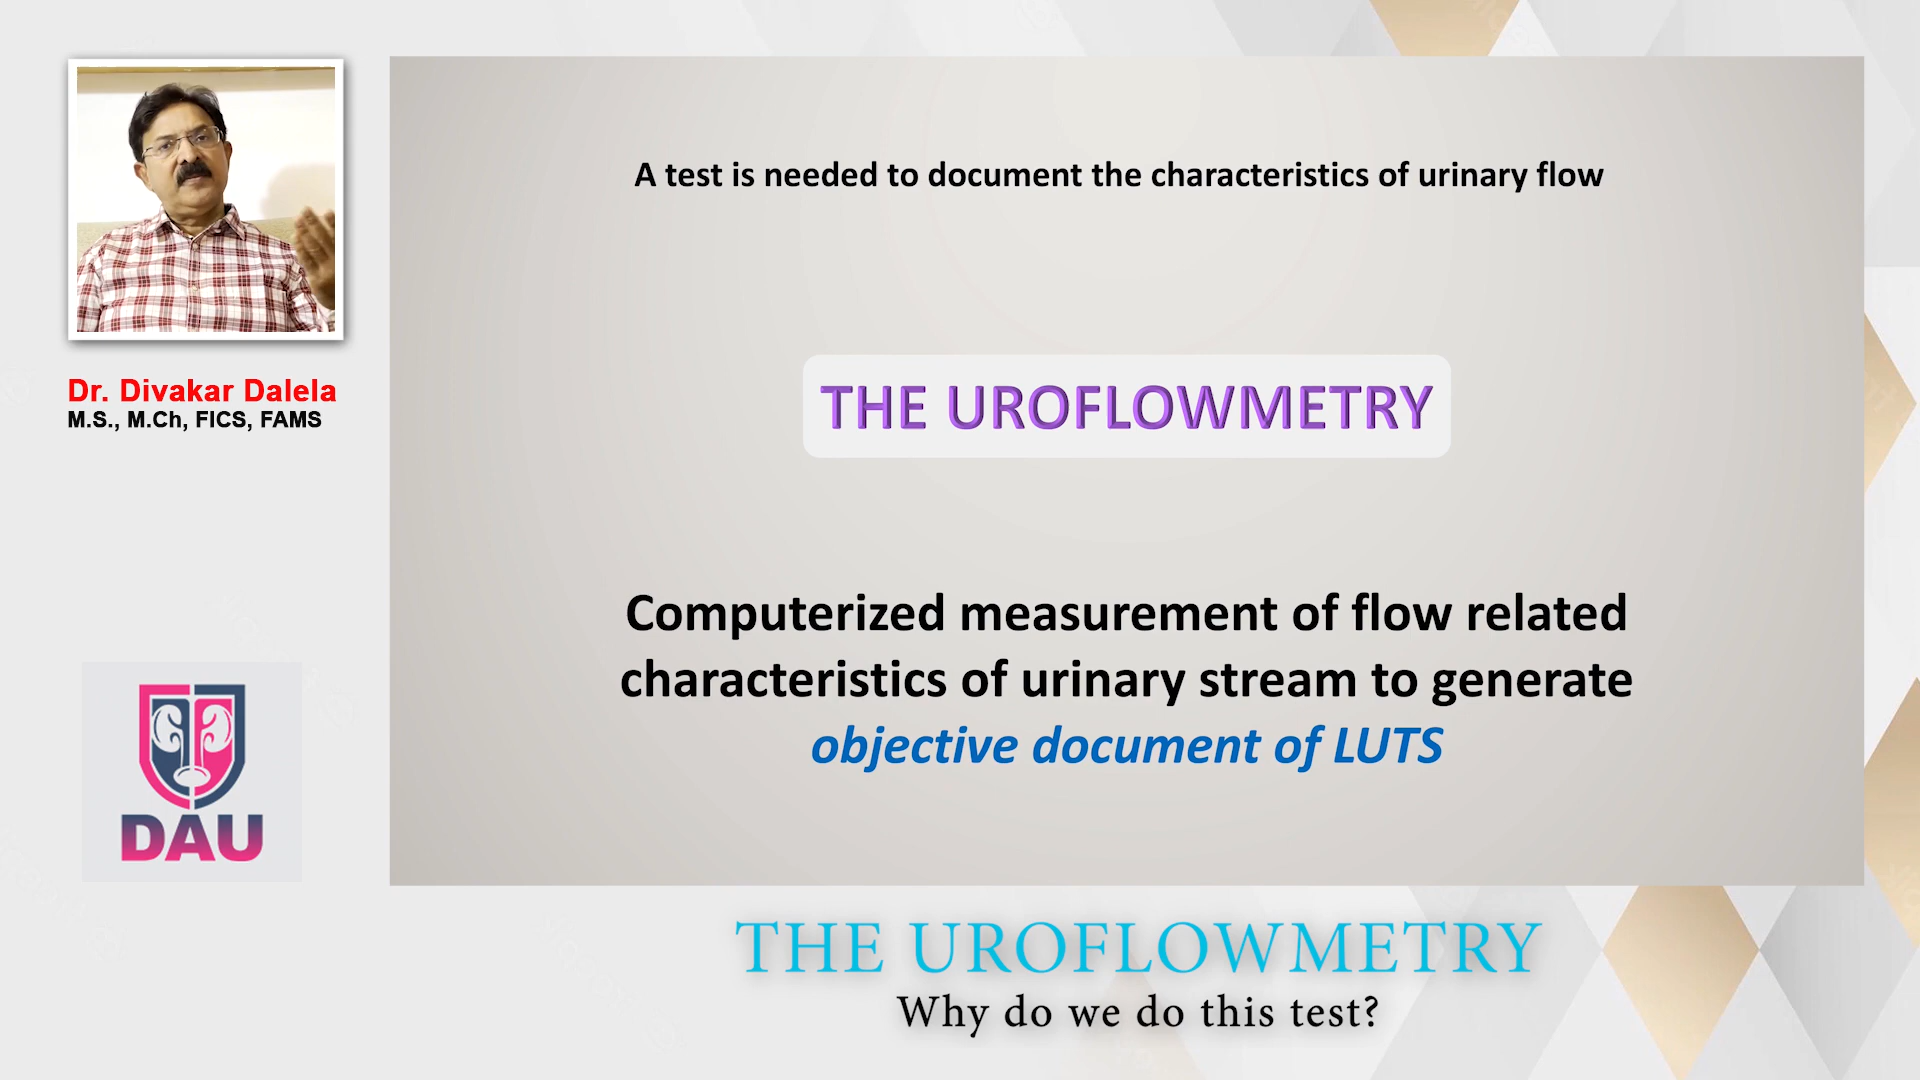 Dr. Divakar Dalela
M.S., M.Ch, FICS, FAMS
DAU
A test is needed to document the characteristics of urinary flow
THE UROFLOWMETRY
Computerized measurement of flow related
characteristics of urinary stream to generate
objective document of LUTS
THE UROFLOWMETRY
Why do we do this test?